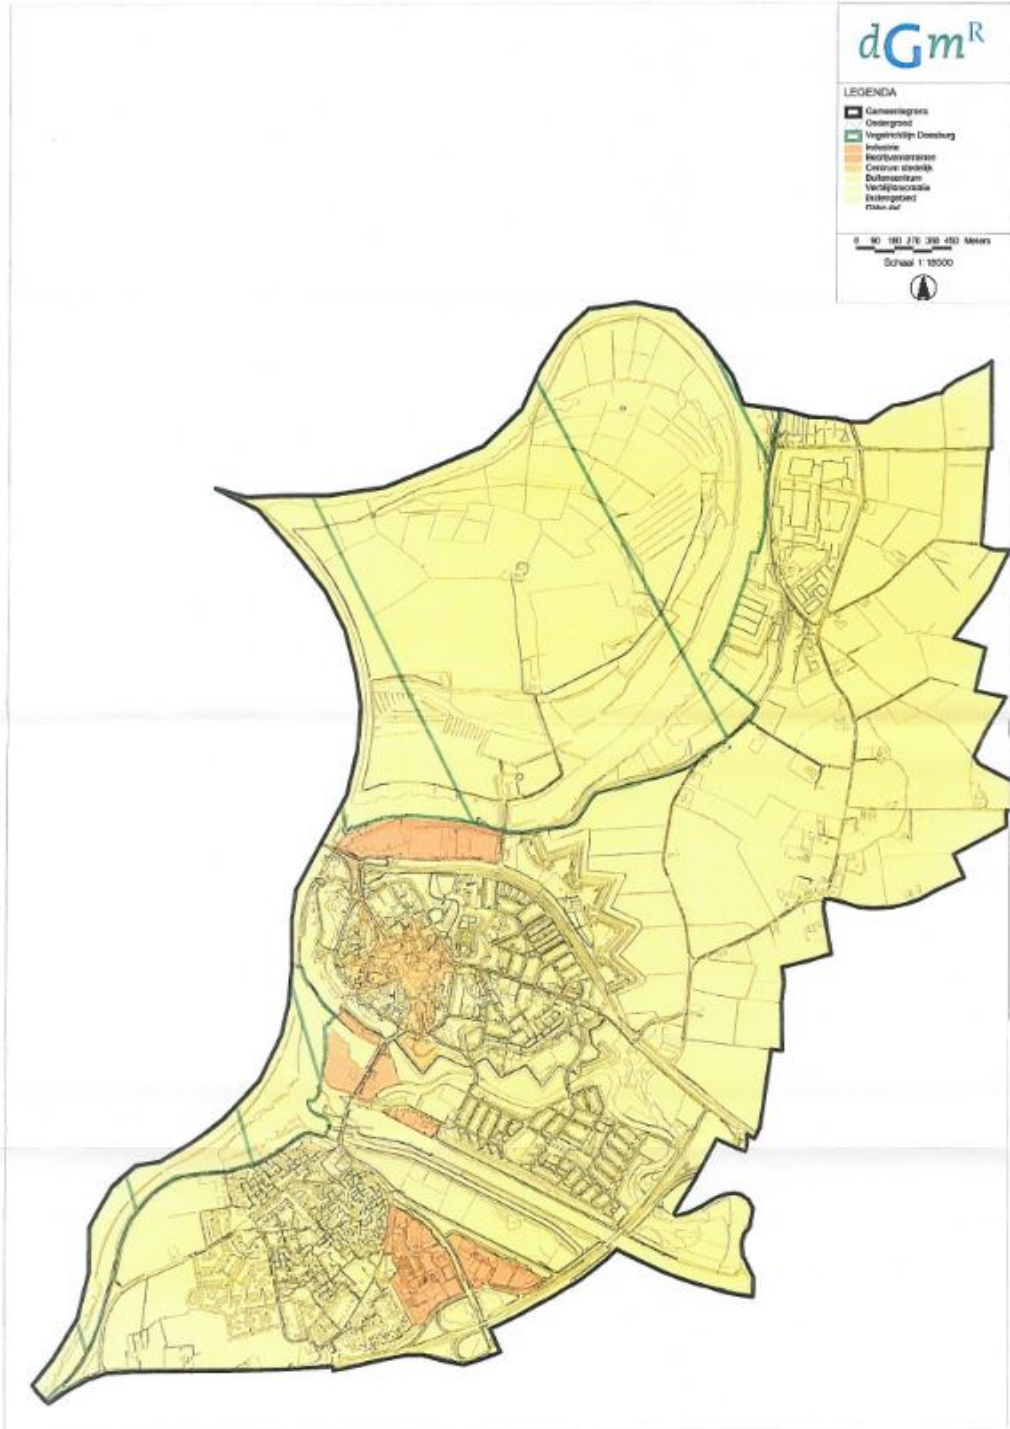 dGmR
LEGENDA
Gemeentegrens
Ondergrond
Vogelrichtlijn Doesburg
Industrie
Bedrijventerreinen
Centrum stedelijk
Buitencentrum
Verblijfsrecreatie
Buitengebied
0 90 180 270 360 450 Meters
Schaal 1:18000